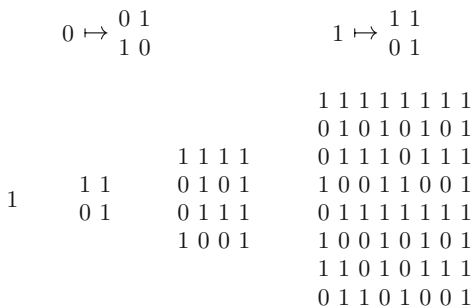 0 ↦ 0 1
1 0
1 ↦ 1 1
0 1
1
1 1
0 1
1 1 1 1
0 1 0 1
0 1 1 1
1 0 0 1
1 1 1 1 1 1 1 1
0 1 0 1 0 1 0 1
0 1 1 1 0 1 1 1
1 0 0 1 1 0 0 1
0 1 1 1 1 1 1 1
1 0 0 1 0 1 0 1
1 1 0 1 0 1 1 1
0 1 1 0 1 0 0 1